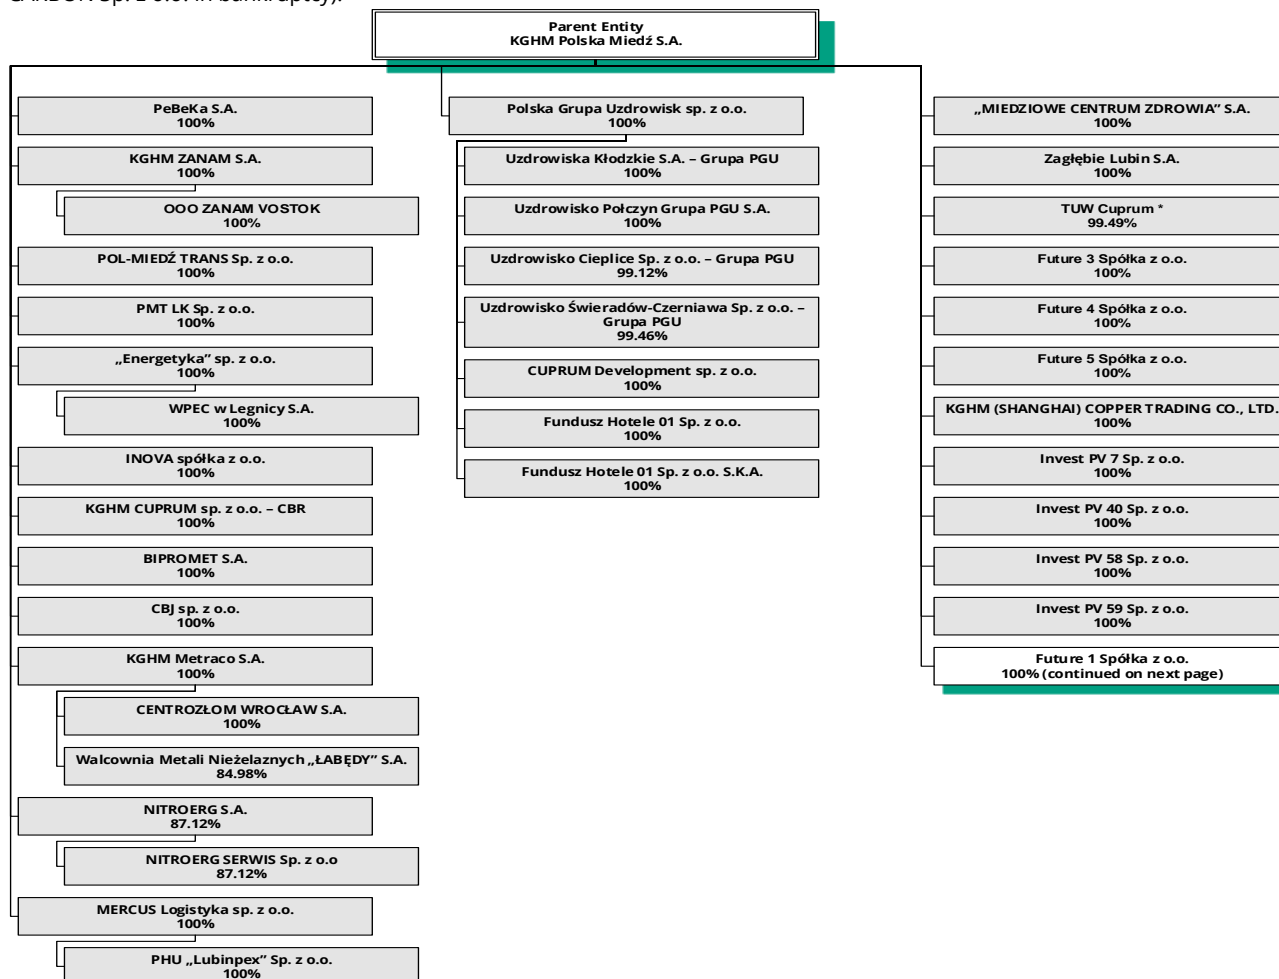 CARBON Sp. z o.o. in bankruptcy).
Parent Entity
KGHM Polska Miedź S.A.
PeBeKa S.A.
100%
KGHM ZANAM S.A.
100%
OOO ZANAM VOSTOK
100%
POL-MIEDŹ TRANS Sp. z o.o.
100%
PMT LK Sp. z o.o.
100%
„Energetyka” sp. z o.o.
100%
WPEC w Legnicy S.A.
100%
INOVA spółka z o.o.
100%
KGHM CUPRUM sp. z o.o. – CBR
100%
BIPROMET S.A.
100%
CBJ sp. z o.o.
100%
KGHM Metraco S.A.
100%
CENTROZŁOM WROCŁAW S.A.
100%
Walcownia Metali Nieżelaznych „ŁABĘDY” S.A.
84.98%
NITROERG S.A.
87.12%
NITROERG SERWIS Sp. z o.o
87.12%
MERCUS Logistyka sp. z o.o.
100%
PHU „Lubinpex” Sp. z o.o.
100%
Polska Grupa Uzdrowisk sp. z o.o.
100%
Uzdrowiska Kłodzkie S.A. – Grupa PGU
100%
Uzdrowisko Połczyn Grupa PGU S.A.
100%
Uzdrowisko Cieplice Sp. z o.o. – Grupa PGU
99.12%
Uzdrowisko Świeradów-Czerniawa Sp. z o.o. –
Grupa PGU
99.46%
CUPRUM Development sp. z o.o.
100%
Fundusz Hotele 01 Sp. z o.o.
100%
Fundusz Hotele 01 Sp. z o.o. S.K.A.
100%
„MIEDZIOWE CENTRUM ZDROWIA” S.A.
100%
Zagłębie Lubin S.A.
100%
TUW Cuprum *
99.49%
Future 3 Spółka z o.o.
100%
Future 4 Spółka z o.o.
100%
Future 5 Spółka z o.o.
100%
KGHM (SHANGHAI) COPPER TRADING CO., LTD.
100%
Invest PV 7 Sp. z o.o.
100%
Invest PV 40 Sp. z o.o.
100%
Invest PV 58 Sp. z o.o.
100%
Invest PV 59 Sp. z o.o.
100%
Future 1 Spółka z o.o.
100% (continued on next page)